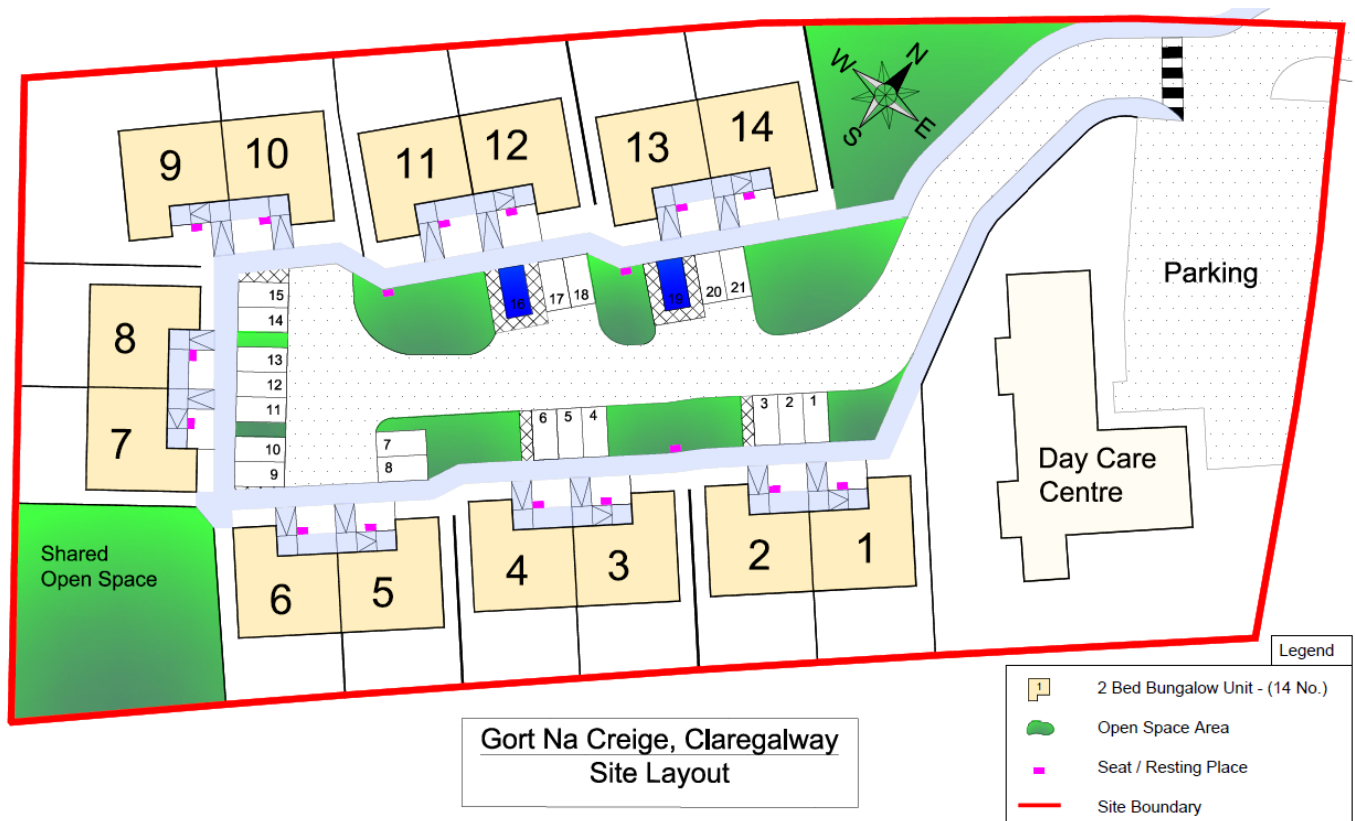 W
N
S
E
9
10
11
12
13
14
15
14
13
12
11
10
9
16
17
18
19
20
21
8
7
6
5
4
3
2
1
7
8
6
5
4
3
2
1
Parking
Day Care
Centre
Shared
Open Space
Gort Na Creige, Claregalway
Site Layout
Legend
1
2 Bed Bungalow Unit - (14 No.)
Open Space Area
Seat / Resting Place
Site Boundary